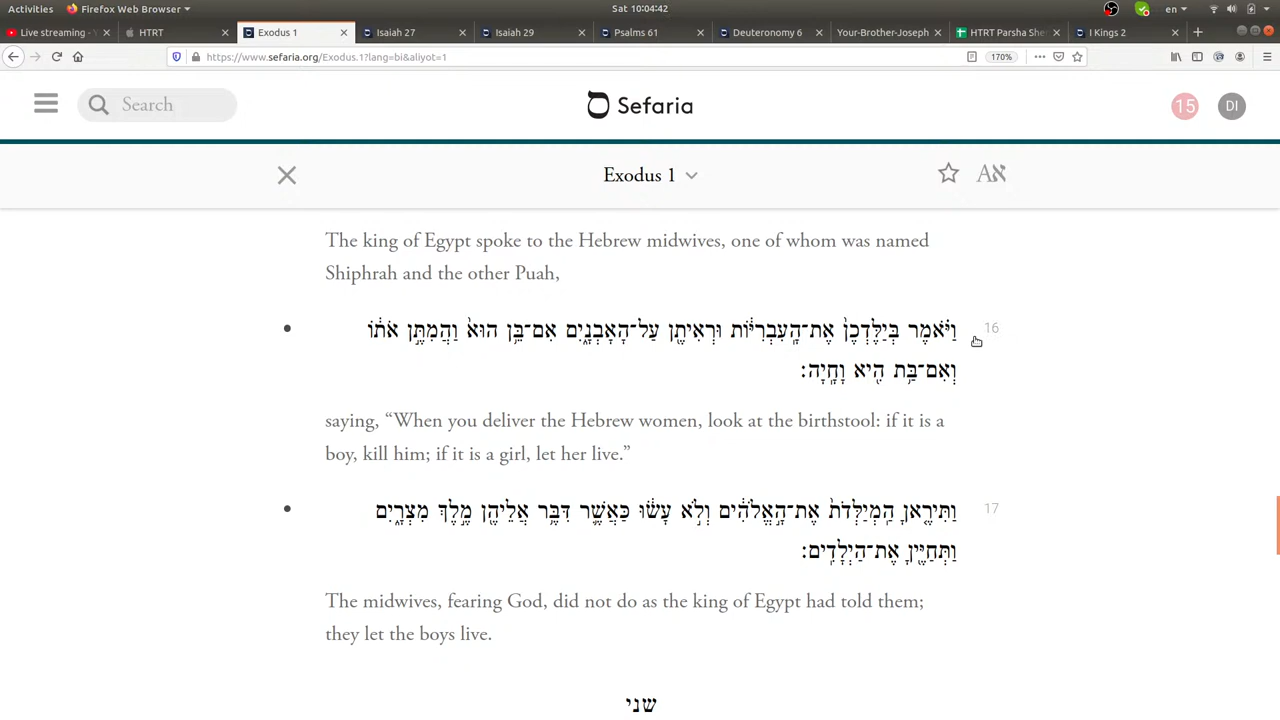 Activities Firefox Web Browser Sat 10:04:42 en
Live streaming - Y HTRT Exodus 1 Isaiah 27 Isaiah 29 Psalms 61 Deuteronomy 6 Your-Brother-Joseph HTRT Parsha She I Kings 2
https://www.sefaria.org/Exodus.1?lang=bi&aliyot=1 170%
Search Sefaria 15 DI
Exodus 1 Aא
The king of Egypt spoke to the Hebrew midwives, one of whom was named
Shiphrah and the other Puah,
16
וַיֹּ֗אמֶר בְּיַלֶּדְכֶן֙ אֶת־הָֽעִבְרִיּ֔וֹת וּרְאִיתֶ֖ן עַל־הָאׇבְנָ֑יִם אִם־בֵּ֥ן הוּא֙ וַהֲמִתֶּ֣ן אֹת֔וֹ
וְאִם־בַּ֥ת הִ֖יא וָחָֽיָה׃
saying, “When you deliver the Hebrew women, look at the birthstool: if it is a
boy, kill him; if it is a girl, let her live.”
17
וַתִּירֶ֤אןָ הַֽמְיַלְּדֹת֙ אֶת־הָ֣אֱלֹהִ֔ים וְלֹ֣א עָשׂ֔וּ כַּאֲשֶׁ֛ר דִּבֶּ֥ר אֲלֵיהֶ֖ן מֶ֣לֶךְ מִצְרָ֑יִם
וַתְּחַיֶּ֖יןָ אֶת־הַיְלָדִֽים׃
The midwives, fearing God, did not do as the king of Egypt had told them;
they let the boys live.
שני